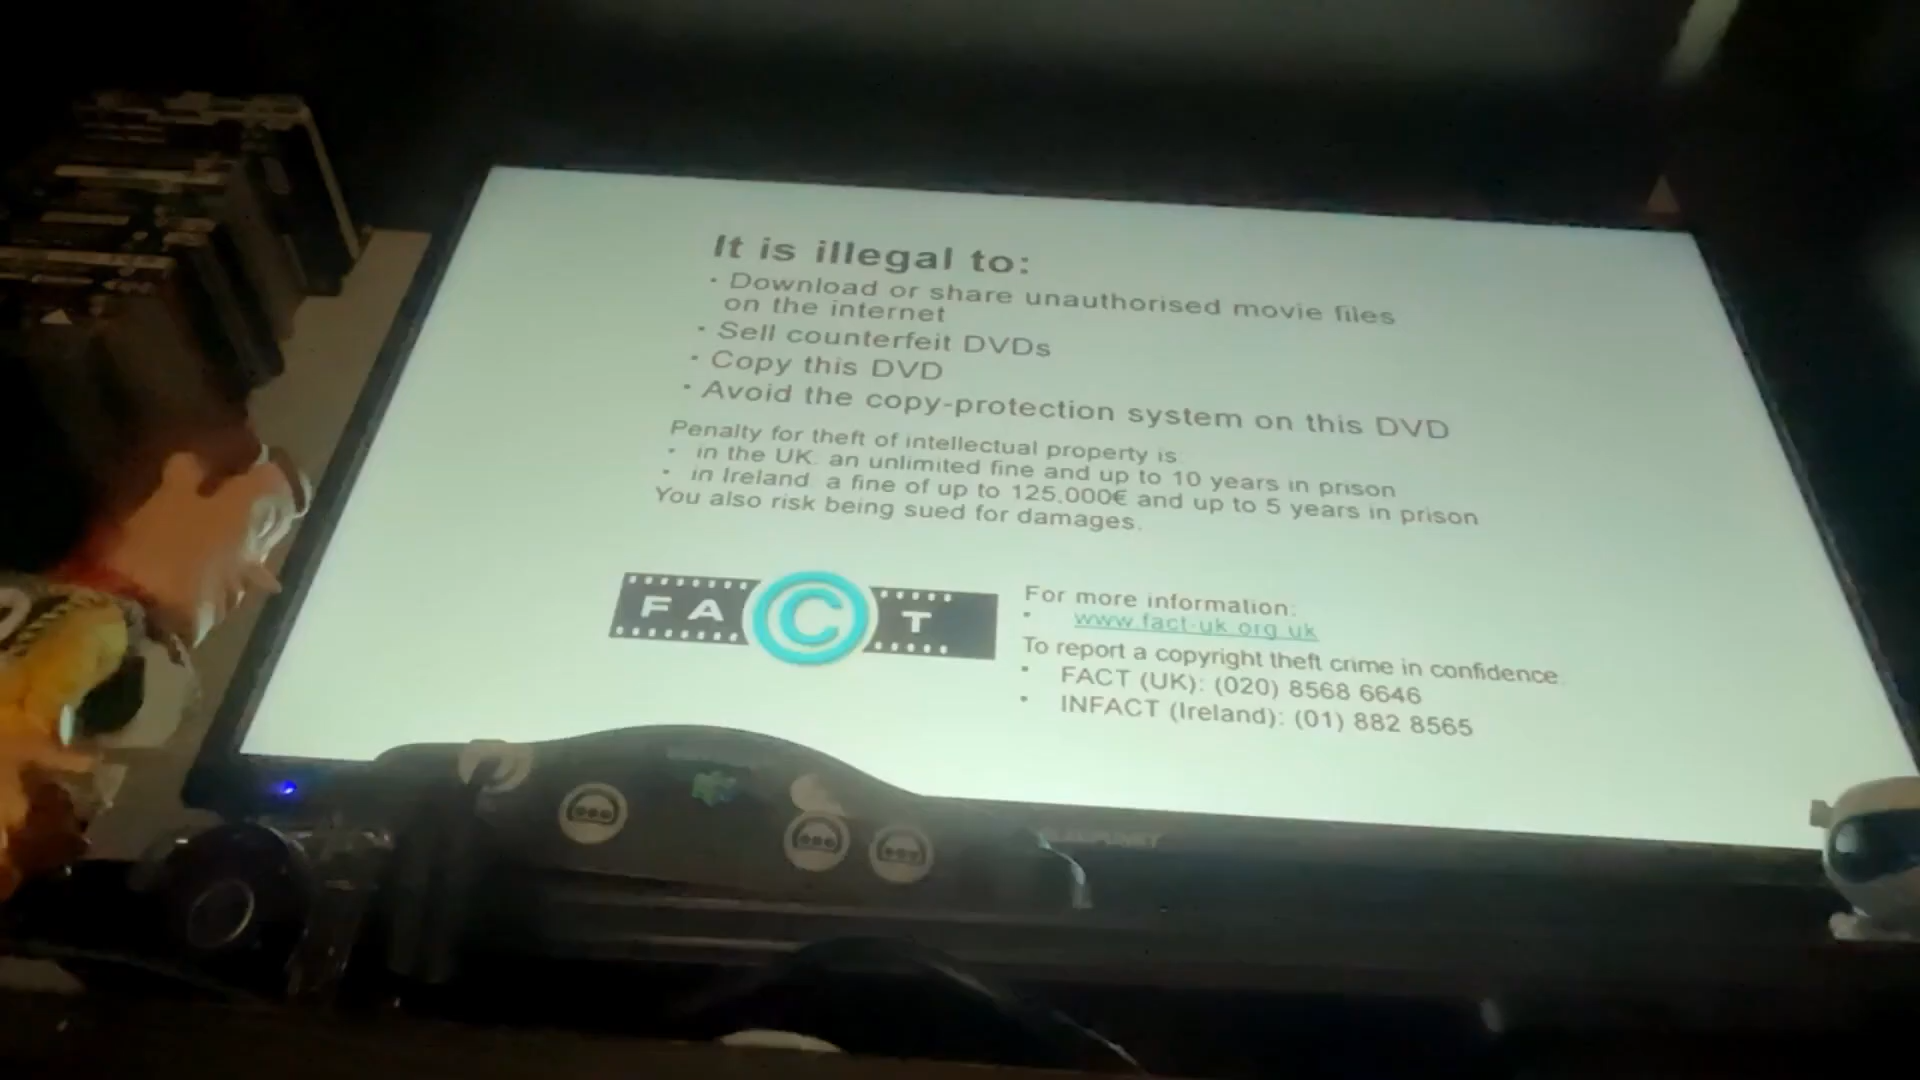 It is illegal to:
• Download or share unauthorised movie files
on the internet
• Sell counterfeit DVDs
• Copy this DVD
• Avoid the copy-protection system on this DVD
Penalty for theft of intellectual property is:
• in the UK: an unlimited fine and up to 10 years in prison
• in Ireland: a fine of up to 125.000€ and up to 5 years in prison
You also risk being sued for damages.
FACT
For more information:
• www.fact-uk.org.uk
To report a copyright theft crime in confidence:
• FACT (UK): (020) 8568 6646
• INFACT (Ireland): (01) 882 8565
BLAUPUNKT